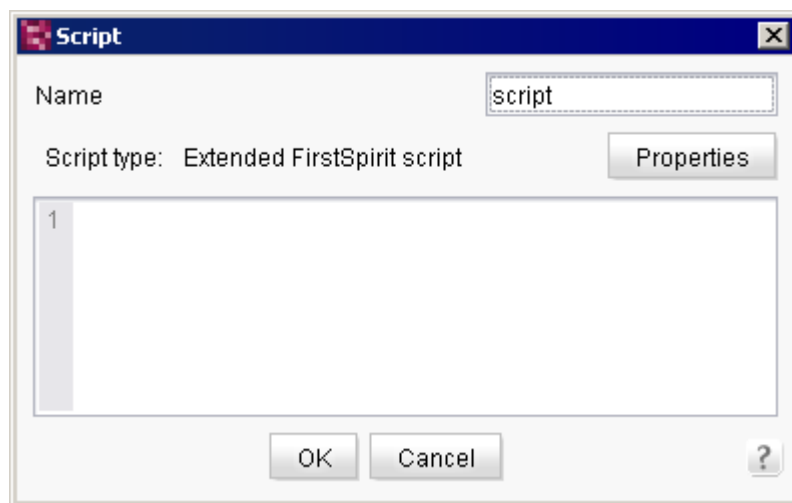 Script
Name script
Script type: Extended FirstSpirit script Properties
1
OK Cancel ?